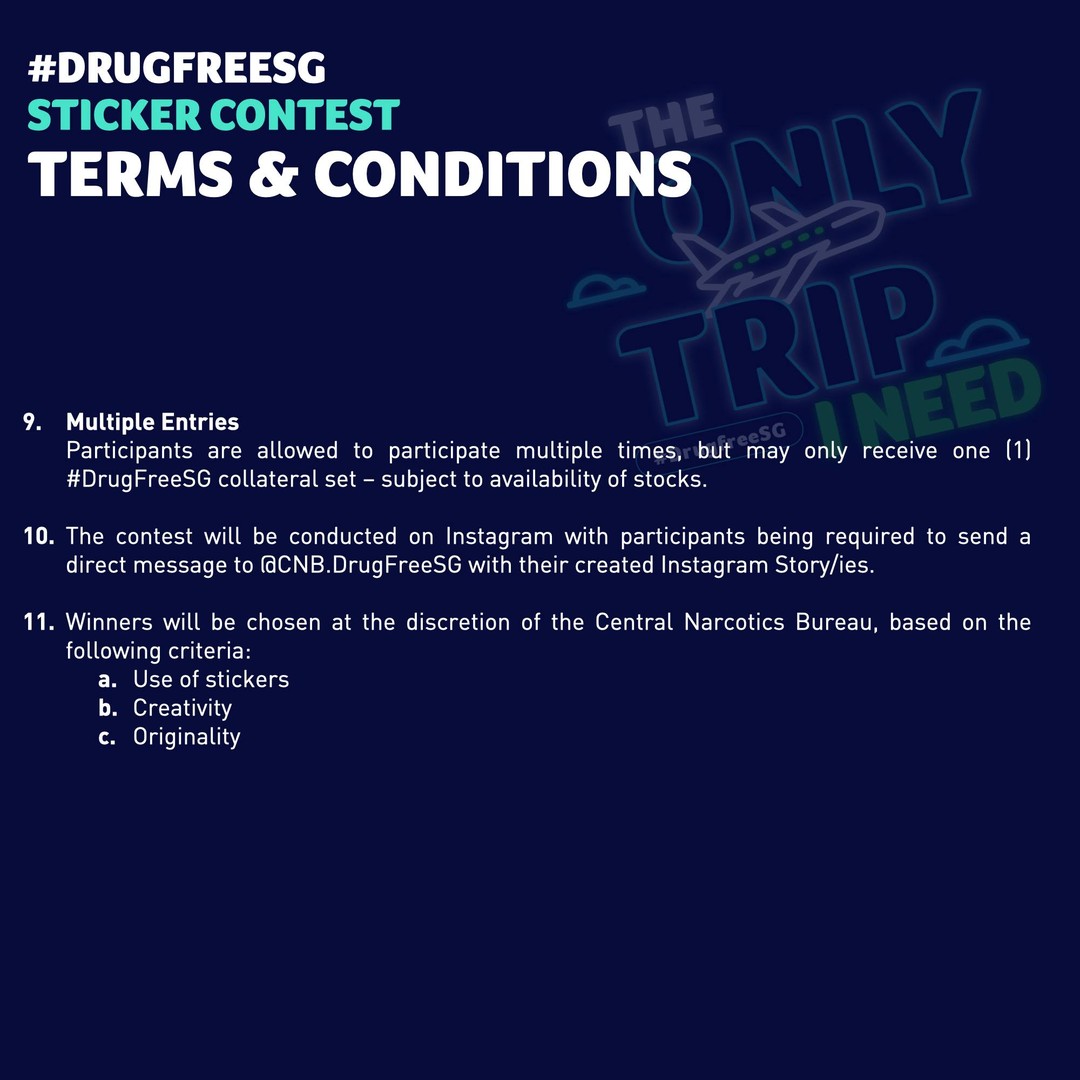 #DRUGFREESG
STICKER CONTEST
TERMS & CONDITIONS
THE
ONLY
TRIP
I NEED
#DrugfreeSG
9. Multiple Entries
Participants are allowed to participate multiple times, but may only receive one (1)
#DrugFreeSG collateral set – subject to availability of stocks.
10. The contest will be conducted on Instagram with participants being required to send a
direct message to @CNB.DrugFreeSG with their created Instagram Story/ies.
11. Winners will be chosen at the discretion of the Central Narcotics Bureau, based on the
following criteria:
a. Use of stickers
b. Creativity
c. Originality